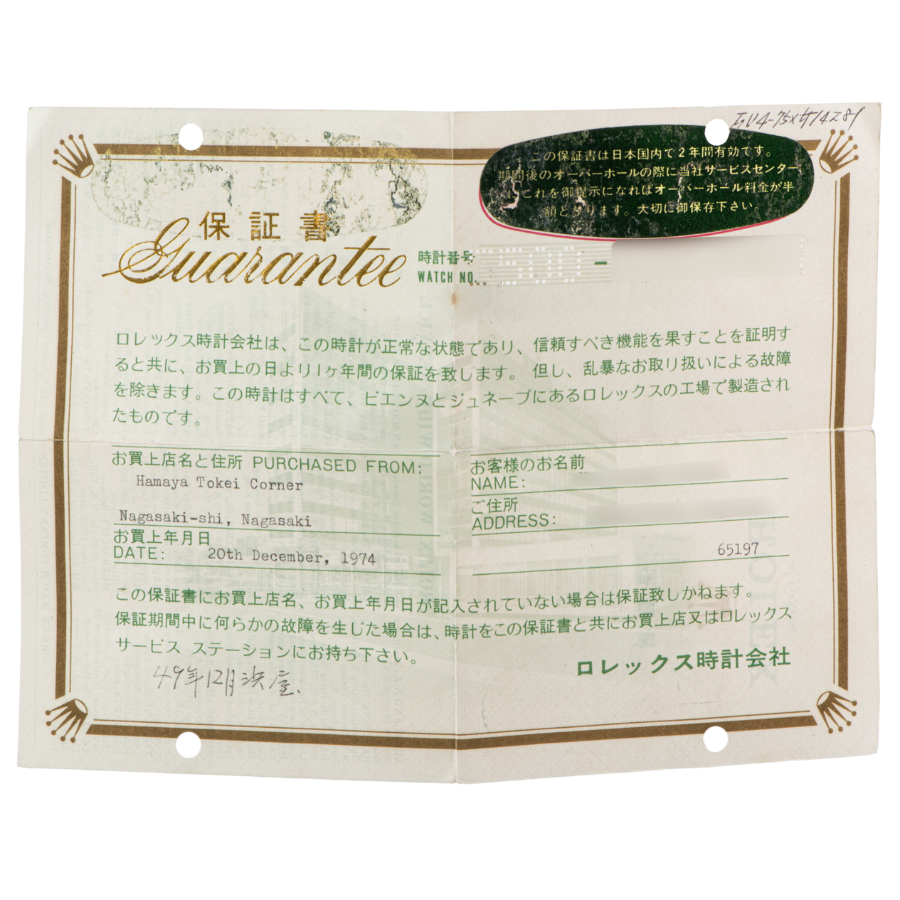 この保証書は日本国内で2年間有効です。
期間後のオーバーホールの際に当社サービスセンター
これを御提示になればオーバーホール料金が半
額となります。大切に御保存下さい。
保証書
Guarantee
時計番号
WATCH NO.
ロレックス時計会社は、この時計が正常な状態であり、信頼すべき機能を果すことを証明す
ると共に、お買上の日より1ヶ年間の保証を致します。但し、乱暴なお取り扱いによる故障
を除きます。この時計はすべて、ビエンヌとジュネーブにあるロレックスの工場で製造され
たものです。
お買上店名と住所 PURCHASED FROM:
Hamaya Tokei Corner
Nagasaki-shi, Nagasaki
お買上年月日
DATE: 20th December, 1974
お客様のお名前
NAME:
ご住所
ADDRESS:
65197
この保証書にお買上店名、お買上年月日が記入されていない場合は保証致しかねます。
保証期間中に何らかの故障を生じた場合は、時計をこの保証書と共にお買上店又はロレックス
サービス ステーションにお持ち下さい。
ロレックス時計会社
49年12月浜屋.